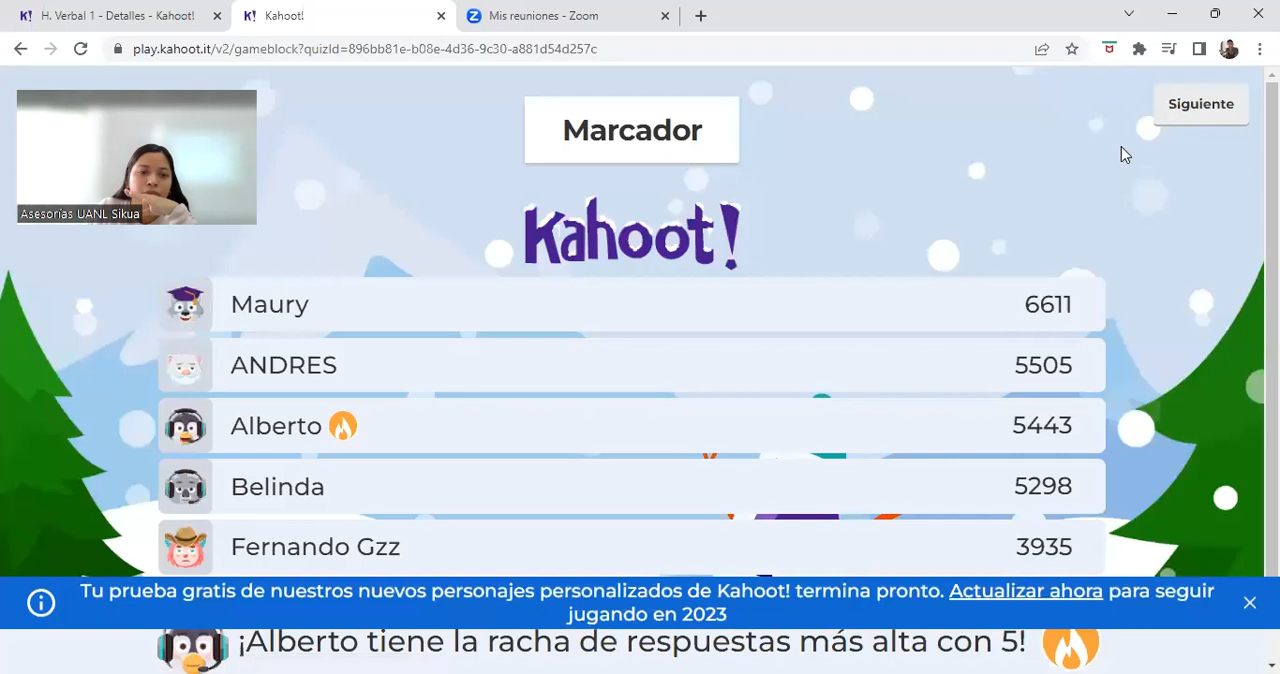 H. Verbal 1 - Detalles - Kahoot!
Kahoot!
Mis reuniones - Zoom
play.kahoot.it/v2/gameblock?quizId=896bb81e-b08e-4d36-9c30-a881d54d257c
Siguiente
Marcador
Asesorías UANL Sikua
Kahoot!
Maury 6611
ANDRES 5505
Alberto 5443
Belinda 5298
Fernando Gzz 3935
Tu prueba gratis de nuestros nuevos personajes personalizados de Kahoot! termina pronto. Actualizar ahora para seguir
jugando en 2023
¡Alberto tiene la racha de respuestas más alta con 5!